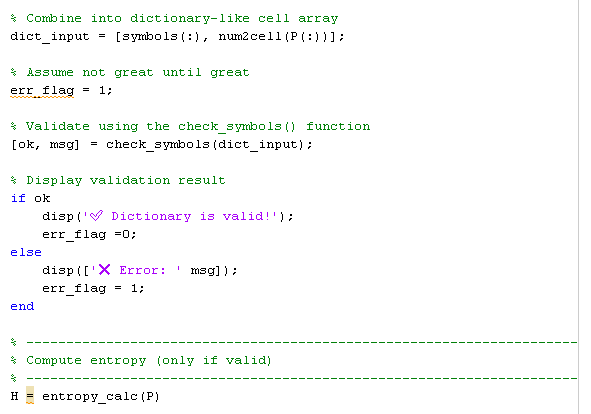 % Combine into dictionary-like cell array
dict_input = [symbols(:), num2cell(P(:))];
% Assume not great until great
err_flag = 1;
% Validate using the check_symbols() function
[ok, msg] = check_symbols(dict_input);
% Display validation result
if ok
    disp('✅ Dictionary is valid!');
    err_flag =0;
else
    disp(['❌ Error: ' msg]);
    err_flag = 1;
end
% ---------------------------------------------------------------------
% Compute entropy (only if valid)
% ---------------------------------------------------------------------
H = entropy_calc(P)